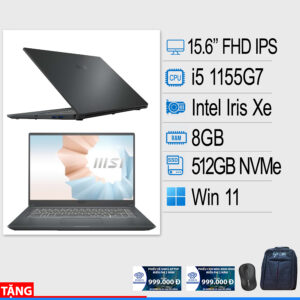 15.6” FHD IPS
CPU
i5 1155G7
Intel Iris Xe
RAM
8GB
SSD
512GB NVMe
Win 11
msi
TẶNG
999.000 Đ
999.000 Đ